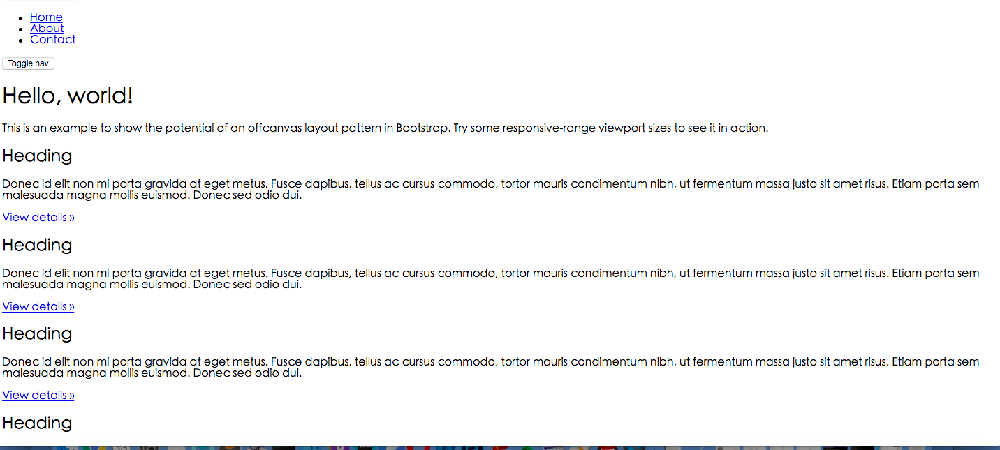 Home
About
Contact
Toggle nav
Hello, world!
This is an example to show the potential of an offcanvas layout pattern in Bootstrap. Try some responsive-range viewport sizes to see it in action.
Heading
Donec id elit non mi porta gravida at eget metus. Fusce dapibus, tellus ac cursus commodo, tortor mauris condimentum nibh, ut fermentum massa justo sit amet risus. Etiam porta sem
malesuada magna mollis euismod. Donec sed odio dui.
View details »
Heading
Donec id elit non mi porta gravida at eget metus. Fusce dapibus, tellus ac cursus commodo, tortor mauris condimentum nibh, ut fermentum massa justo sit amet risus. Etiam porta sem
malesuada magna mollis euismod. Donec sed odio dui.
View details »
Heading
Donec id elit non mi porta gravida at eget metus. Fusce dapibus, tellus ac cursus commodo, tortor mauris condimentum nibh, ut fermentum massa justo sit amet risus. Etiam porta sem
malesuada magna mollis euismod. Donec sed odio dui.
View details »
Heading